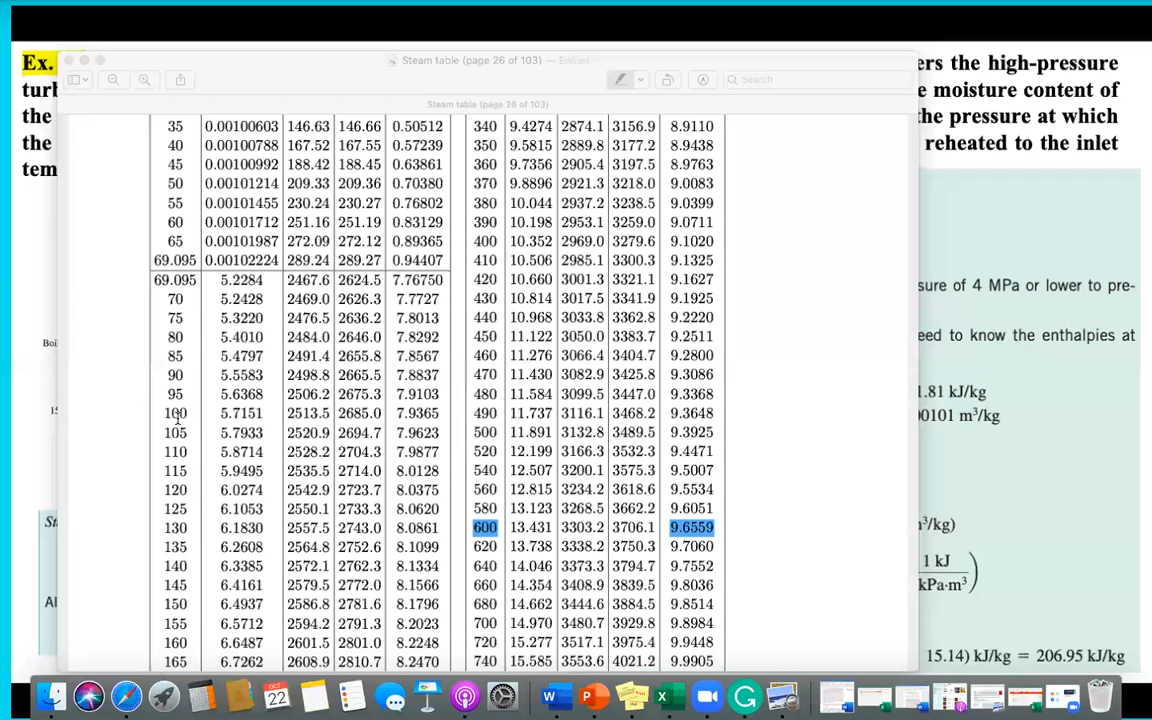 Ex. ers the high-pressure
turb e moisture content of
the the pressure at which
the reheated to the inlet
tem
Steam table (page 26 of 103) — Edited
Search
Steam table (page 26 of 103)
35 0.00100603 146.63 146.66 0.50512 340 9.4274 2874.1 3156.9 8.9110
40 0.00100788 167.52 167.55 0.57239 350 9.5815 2889.8 3177.2 8.9438
45 0.00100992 188.42 188.45 0.63861 360 9.7356 2905.4 3197.5 8.9763
50 0.00101214 209.33 209.36 0.70380 370 9.8896 2921.3 3218.0 9.0083
55 0.00101455 230.24 230.27 0.76802 380 10.044 2937.2 3238.5 9.0399
60 0.00101712 251.16 251.19 0.83129 390 10.198 2953.1 3259.0 9.0711
65 0.00101987 272.09 272.12 0.89365 400 10.352 2969.0 3279.6 9.1020
69.095 0.00102224 289.24 289.27 0.94407 410 10.506 2985.1 3300.3 9.1325
69.095 5.2284 2467.6 2624.5 7.76750 420 10.660 3001.3 3321.1 9.1627
70 5.2428 2469.0 2626.3 7.7727 430 10.814 3017.5 3341.9 9.1925
75 5.3220 2476.5 2636.2 7.8013 440 10.968 3033.8 3362.8 9.2220
80 5.4010 2484.0 2646.0 7.8292 450 11.122 3050.0 3383.7 9.2511
85 5.4797 2491.4 2655.8 7.8567 460 11.276 3066.4 3404.7 9.2800
90 5.5583 2498.8 2665.5 7.8837 470 11.430 3082.9 3425.8 9.3086
95 5.6368 2506.2 2675.3 7.9103 480 11.584 3099.5 3447.0 9.3368
100 5.7151 2513.5 2685.0 7.9365 490 11.737 3116.1 3468.2 9.3648
105 5.7933 2520.9 2694.7 7.9623 500 11.891 3132.8 3489.5 9.3925
110 5.8714 2528.2 2704.3 7.9877 520 12.199 3166.3 3532.3 9.4471
115 5.9495 2535.5 2714.0 8.0128 540 12.507 3200.1 3575.3 9.5007
120 6.0274 2542.9 2723.7 8.0375 560 12.815 3234.2 3618.6 9.5534
125 6.1053 2550.1 2733.3 8.0620 580 13.123 3268.5 3662.2 9.6051
130 6.1830 2557.5 2743.0 8.0861 600 13.431 3303.2 3706.1 9.6559
135 6.2608 2564.8 2752.6 8.1099 620 13.738 3338.2 3750.3 9.7060
140 6.3385 2572.1 2762.3 8.1334 640 14.046 3373.3 3794.7 9.7552
145 6.4161 2579.5 2772.0 8.1566 660 14.354 3408.9 3839.5 9.8036
150 6.4937 2586.8 2781.6 8.1796 680 14.662 3444.6 3884.5 9.8514
155 6.5712 2594.2 2791.3 8.2023 700 14.970 3480.7 3929.8 9.8984
160 6.6487 2601.5 2801.0 8.2248 720 15.277 3517.1 3975.4 9.9448
165 6.7262 2608.9 2810.7 8.2470 740 15.585 3553.6 4021.2 9.9905
sure of 4 MPa or lower to pre-
Boi
eed to know the enthalpies at
1.81 kJ/kg
15
00101 m³/kg
St
³/kg)
1 kJ
kPa·m³
Al
15.14) kJ/kg = 206.95 kJ/kg
OCT
22